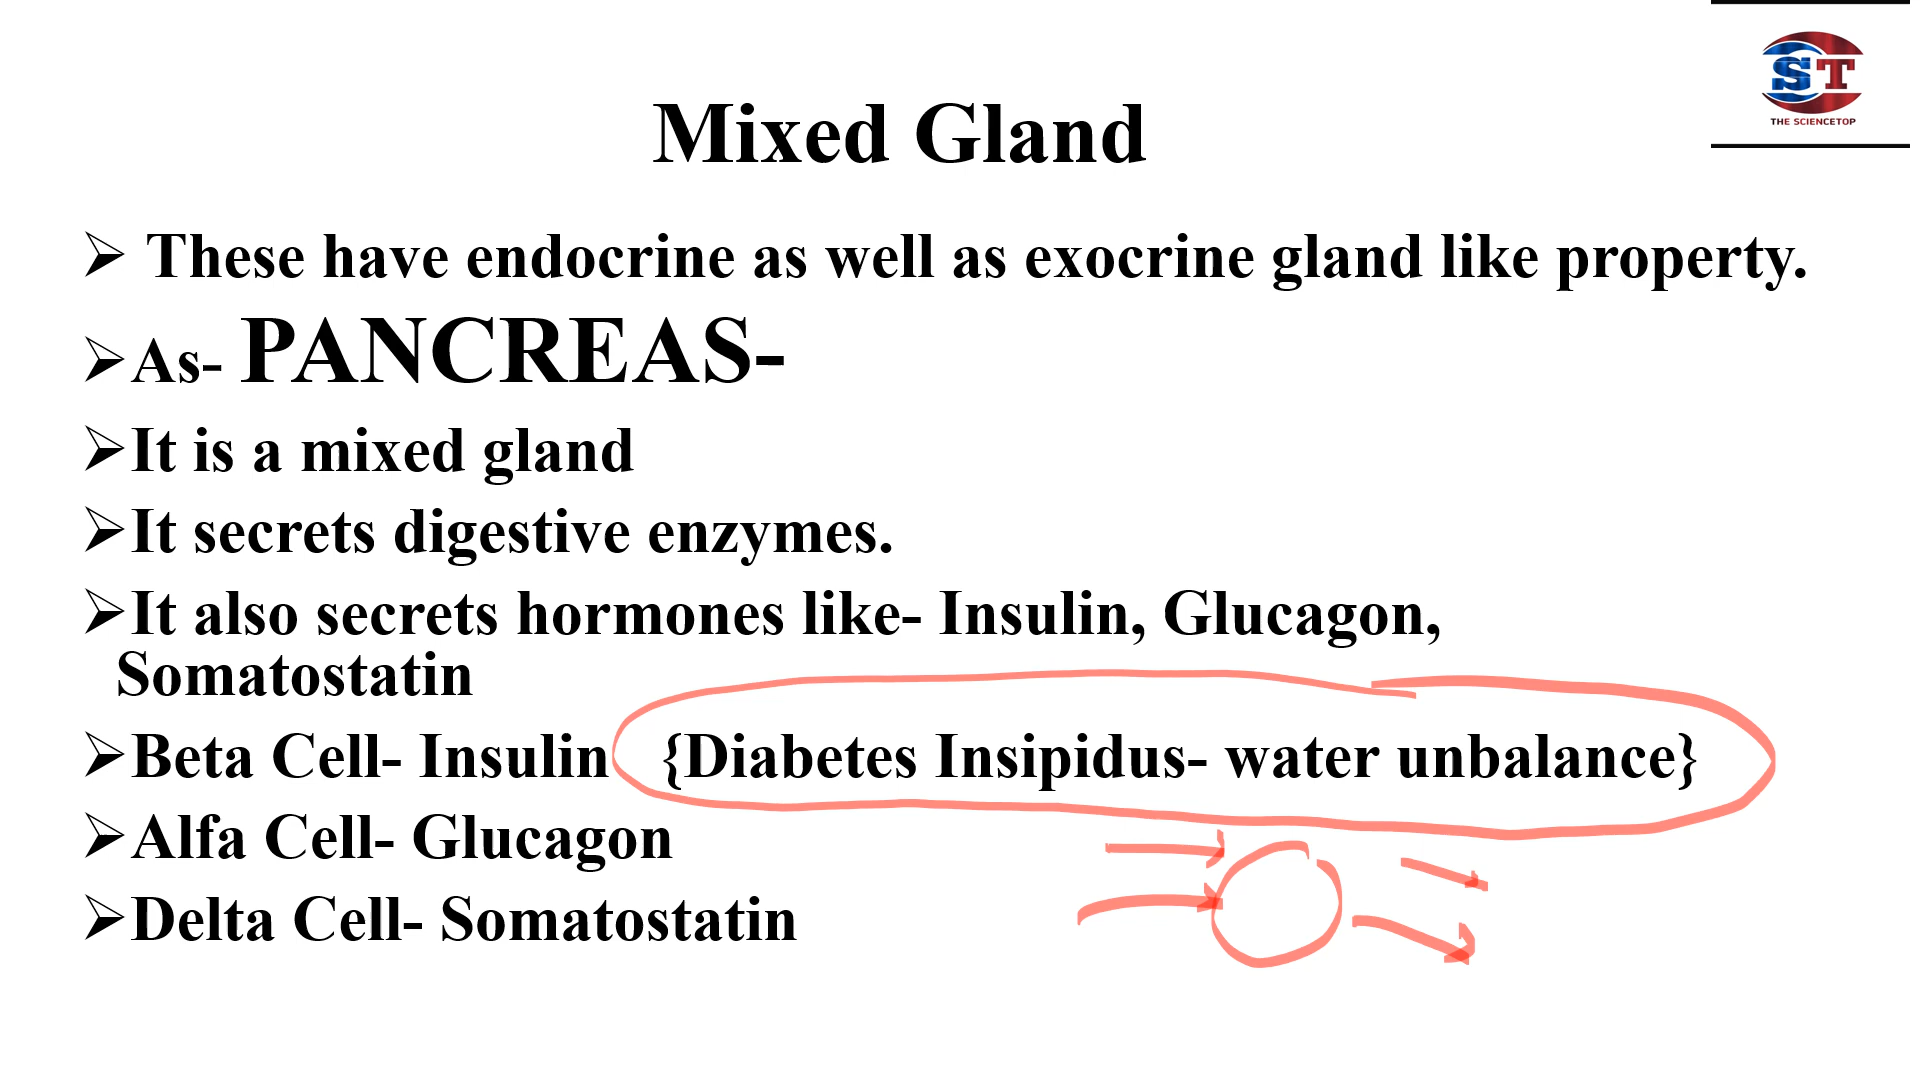 ST
THE SCIENCETOP
Mixed Gland
➢ These have endocrine as well as exocrine gland like property.
➢As- PANCREAS-
➢It is a mixed gland
➢It secrets digestive enzymes.
➢It also secrets hormones like- Insulin, Glucagon,
Somatostatin
➢Beta Cell- Insulin {Diabetes Insipidus- water unbalance}
➢Alfa Cell- Glucagon
➢Delta Cell- Somatostatin